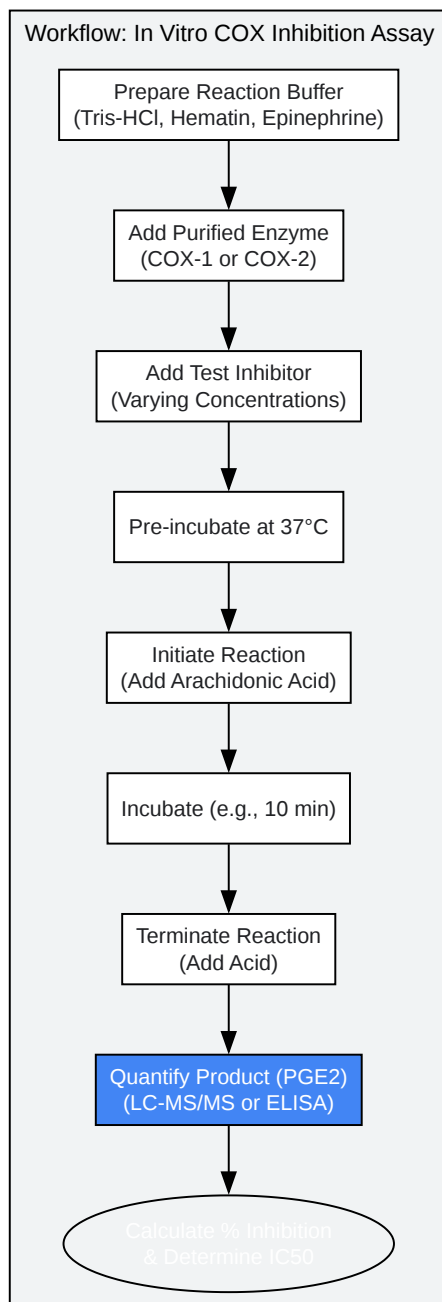 Workflow: In Vitro COX Inhibition Assay
Prepare Reaction Buffer
(Tris-HCl, Hematin, Epinephrine)
Add Purified Enzyme
(COX-1 or COX-2)
Add Test Inhibitor
(Varying Concentrations)
Pre-incubate at 37°C
Initiate Reaction
(Add Arachidonic Acid)
Incubate (e.g., 10 min)
Terminate Reaction
(Add Acid)
Quantify Product (PGE2)
(LC-MS/MS or ELISA)
Calculate % Inhibition
& Determine IC50